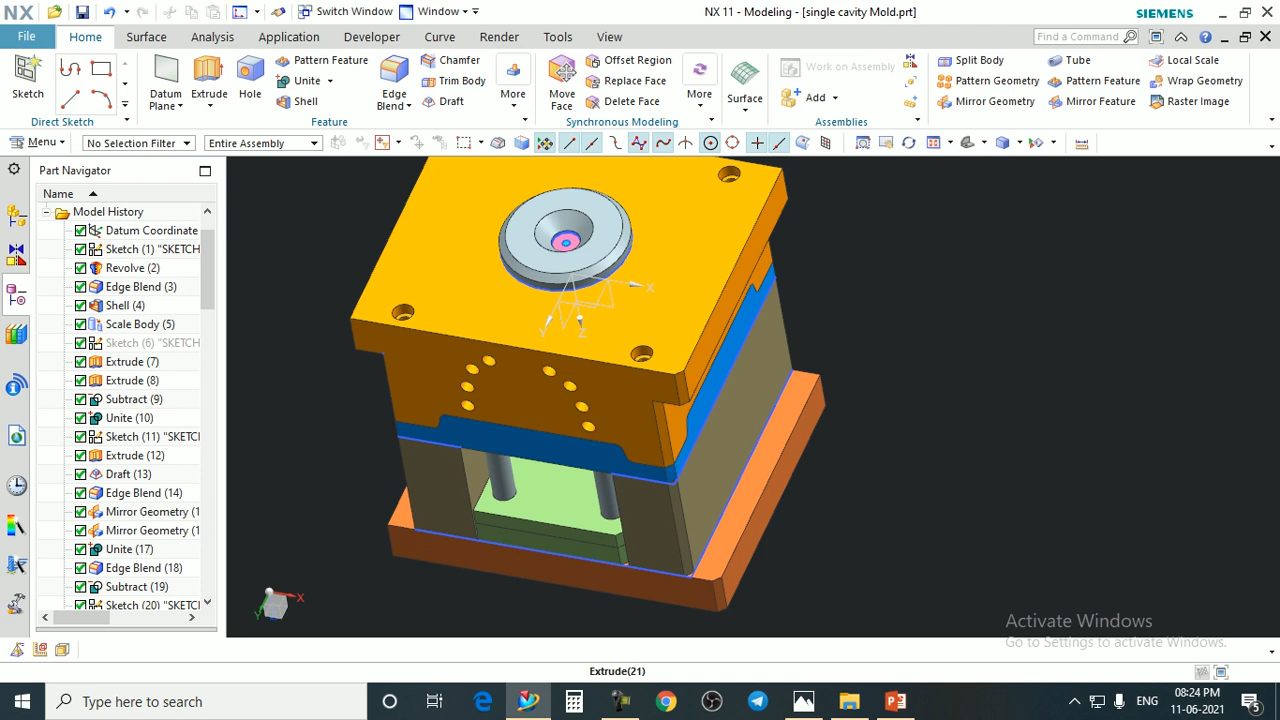 NX
Switch Window
Window
NX 11 - Modeling - [single cavity Mold.prt]
SIEMENS
File
Home
Surface
Analysis
Application
Developer
Curve
Render
Tools
View
Find a Command
Sketch
Direct Sketch
Datum Plane
Extrude
Hole
Pattern Feature
Unite
Shell
Edge Blend
Chamfer
Trim Body
Draft
More
Feature
Move Face
Offset Region
Replace Face
Delete Face
More
Synchronous Modeling
Surface
Work on Assembly
Add
Assemblies
Split Body
Pattern Geometry
Mirror Geometry
Tube
Pattern Feature
Mirror Feature
Local Scale
Wrap Geometry
Raster Image
Menu
No Selection Filter
Entire Assembly
Part Navigator
Name
Model History
Datum Coordinate
Sketch (1) "SKETCH
Revolve (2)
Edge Blend (3)
Shell (4)
Scale Body (5)
Sketch (6) "SKETCH
Extrude (7)
Extrude (8)
Subtract (9)
Unite (10)
Sketch (11) "SKETC
Extrude (12)
Draft (13)
Edge Blend (14)
Mirror Geometry (1
Mirror Geometry (1
Unite (17)
Edge Blend (18)
Subtract (19)
Sketch (20) "SKETC
X
Y
Z
X
Y
Activate Windows
Go to Settings to activate Windows.
Extrude(21)
Type here to search
ENG
08:24 PM
11-06-2021
5